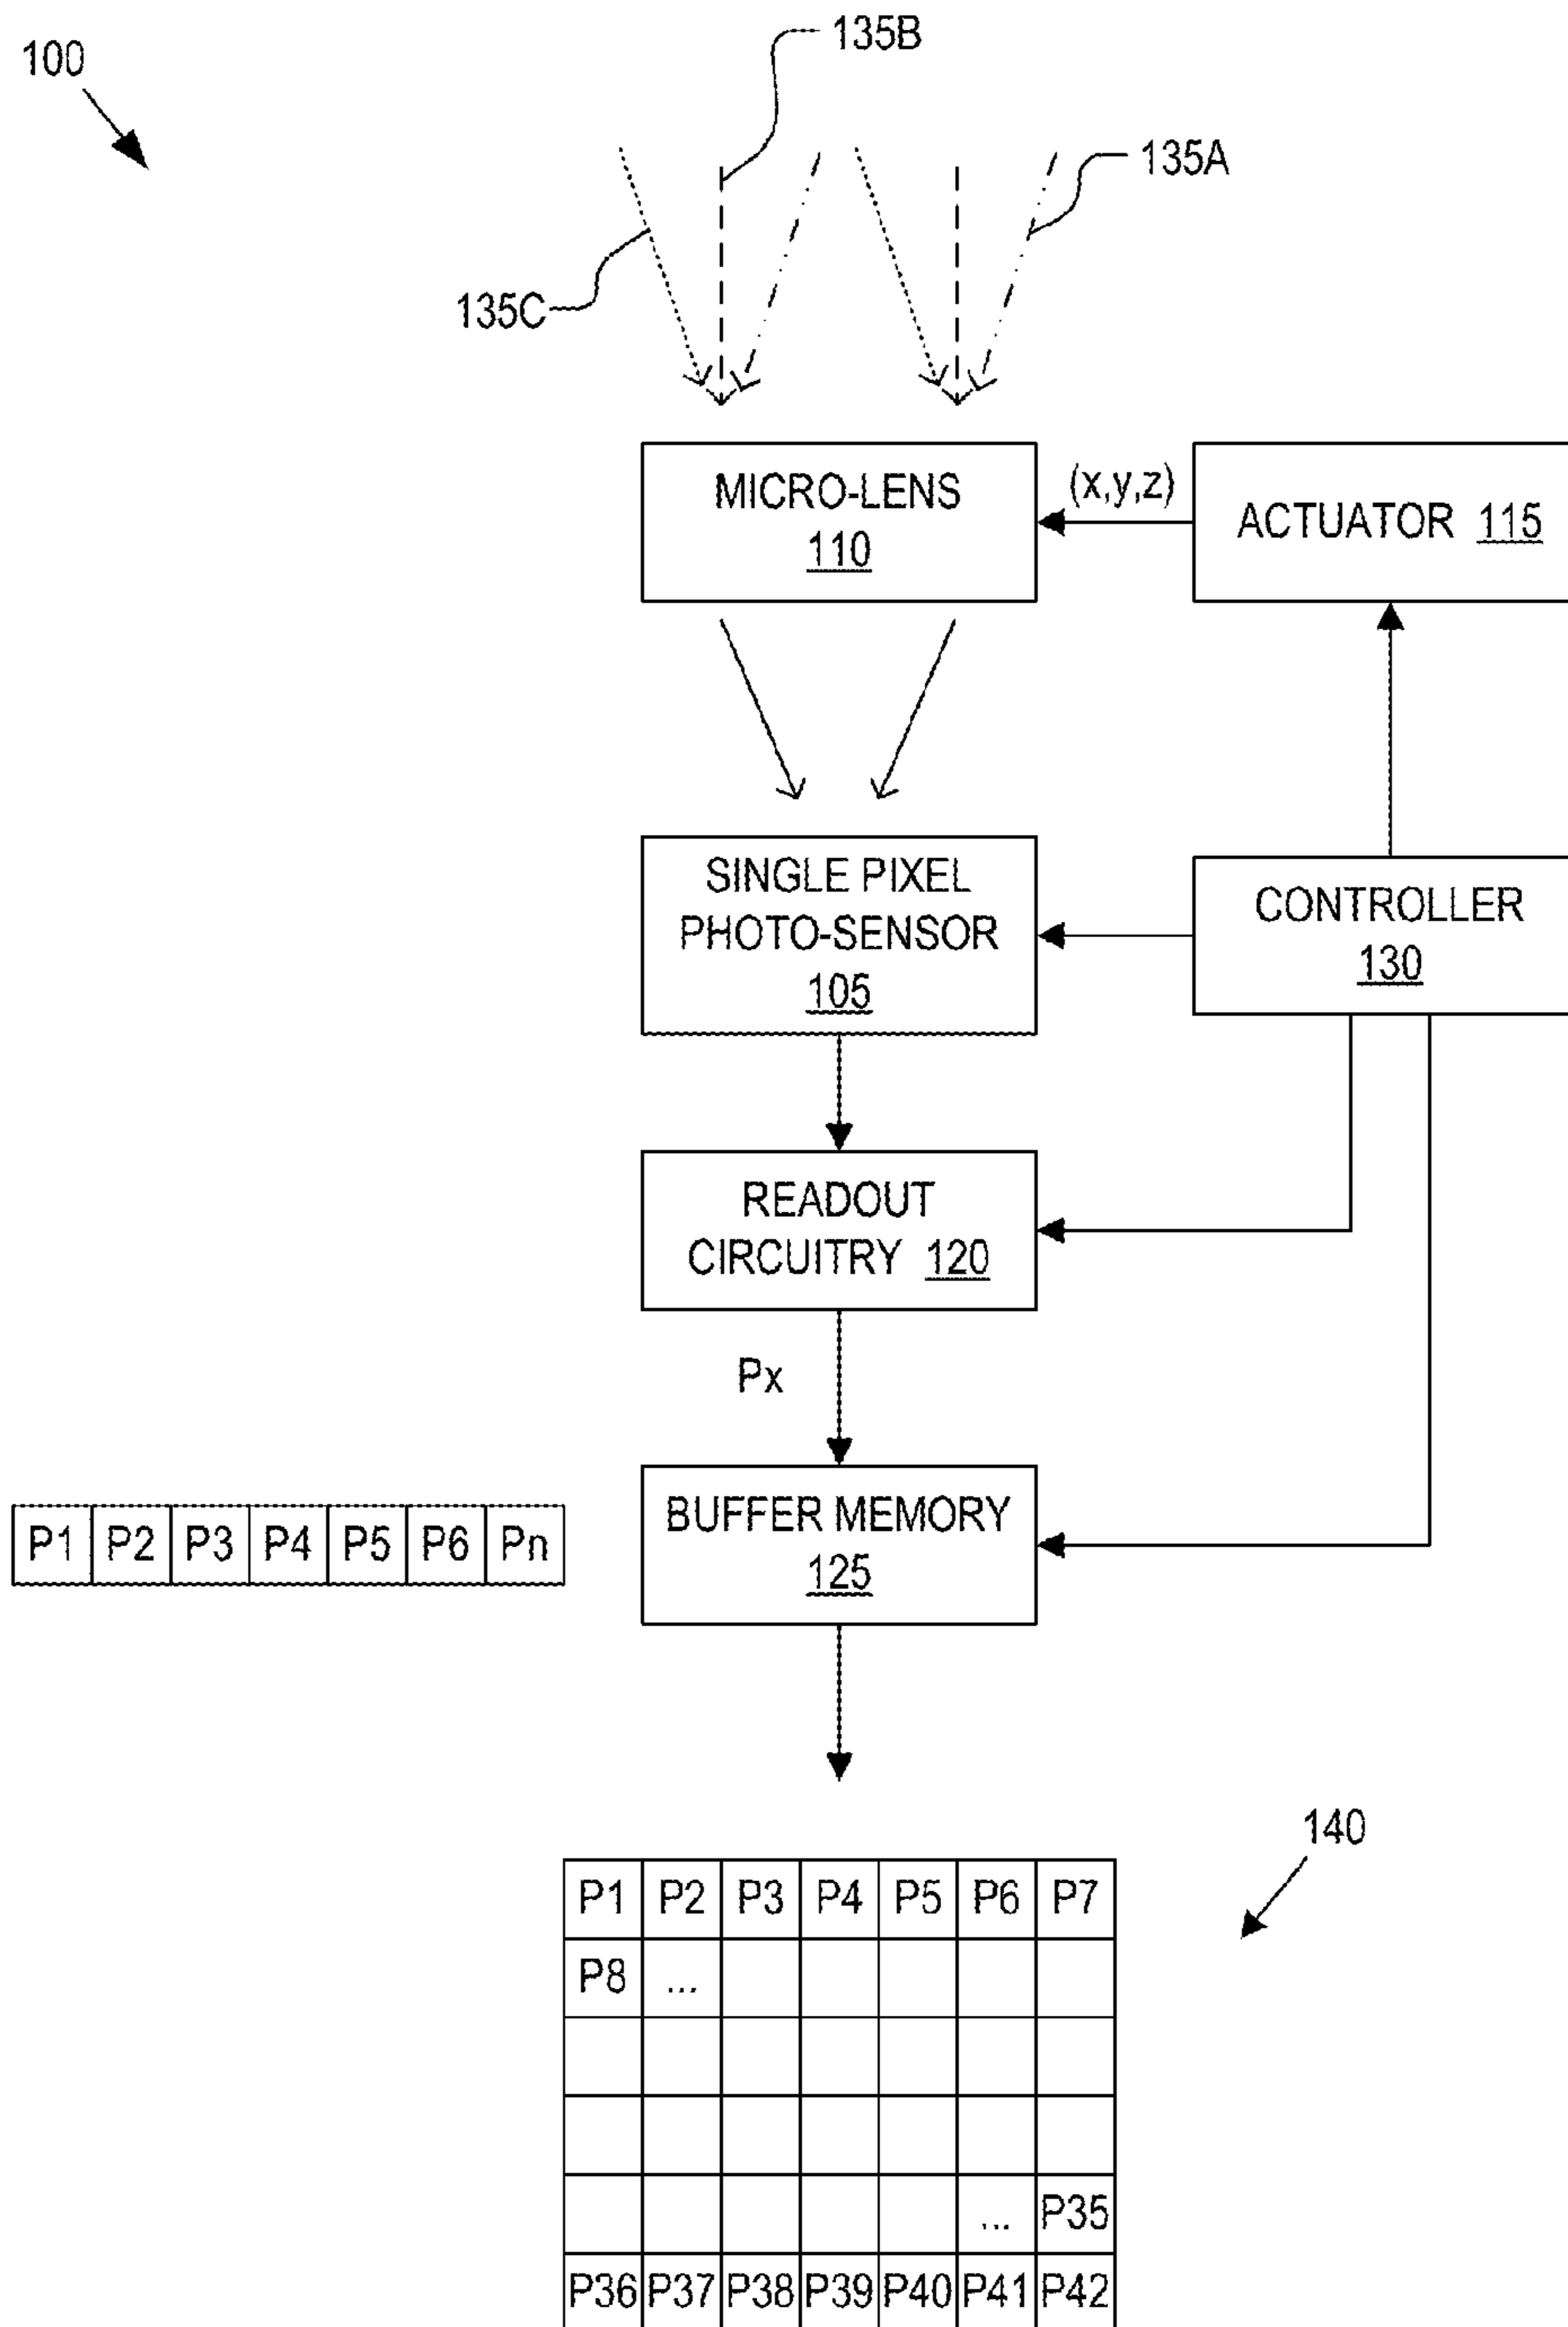 100
135B
135A
135C
MICRO-LENS
110
(x,y,z)
ACTUATOR 115
SINGLE PIXEL
PHOTO-SENSOR
105
CONTROLLER
130
READOUT
CIRCUITRY 120
Px
P1 P2 P3 P4 P5 P6 Pn
BUFFER MEMORY
125
140
P1 P2 P3 P4 P5 P6 P7
P8 ...
... P35
P36 P37 P38 P39 P40 P41 P42